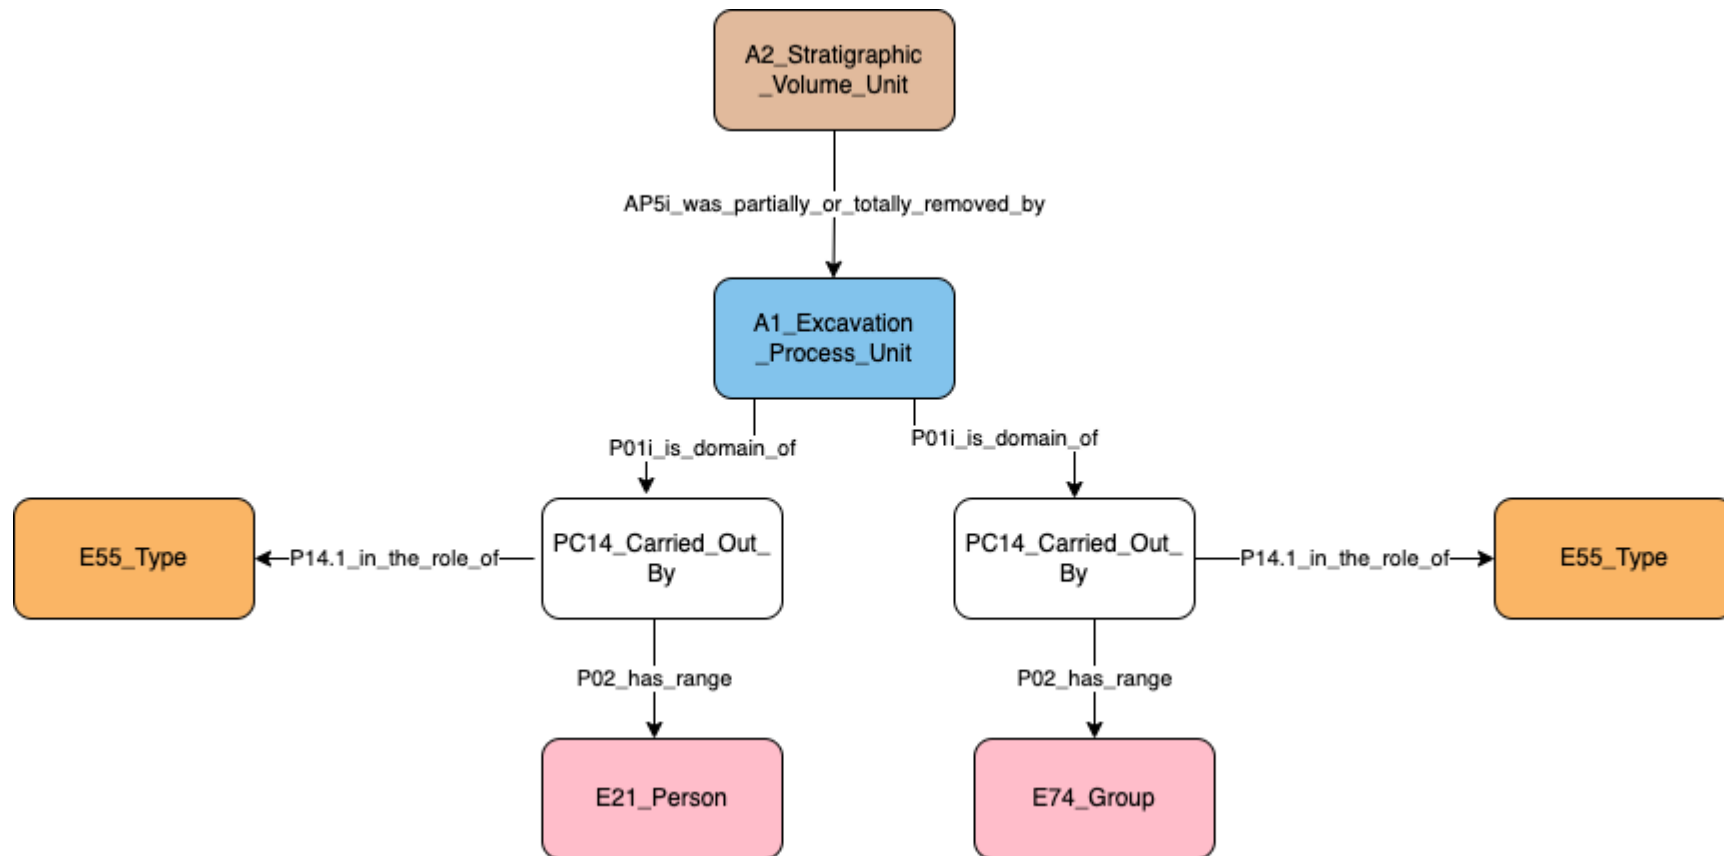 A2_Stratigraphic
_Volume_Unit
AP5i_was_partially_or_totally_removed_by
A1_Excavation
_Process_Unit
P01i_is_domain_of
P01i_is_domain_of
E55_Type
P14.1_in_the_role_of
PC14_Carried_Out_
By
PC14_Carried_Out_
By
P14.1_in_the_role_of
E55_Type
P02_has_range
P02_has_range
E21_Person
E74_Group